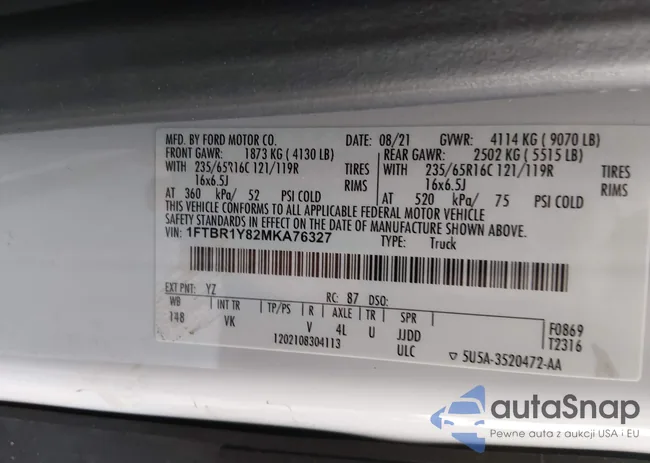 MFD. BY FORD MOTOR CO. DATE: 08/21 GVWR: 4114 KG ( 9070 LB)
FRONT GAWR: 1873 KG ( 4130 LB) REAR GAWR: 2502 KG ( 5515 LB)
WITH 235/65R16C 121/119R TIRES WITH 235/65R16C 121/119R TIRES
16x6.5J RIMS 16x6.5J RIMS
AT 360 kPa/ 52 PSI COLD AT 520 kPa/ 75 PSI COLD
THIS VEHICLE CONFORMS TO ALL APPLICABLE FEDERAL MOTOR VEHICLE
SAFETY STANDARDS IN EFFECT ON THE DATE OF MANUFACTURE SHOWN ABOVE.
VIN: 1FTBR1Y82MKA76327 TYPE: Truck
EXT PNT: YZ RC: 87 DSO:
WB INT TR TP/PS R AXLE TR SPR
148 VK V 4L U JJDD F0869
1202108304113 ULC T2316
▽ 5U5A-3520472-AA
autaSnap
Pewne auta z aukcji USA i EU